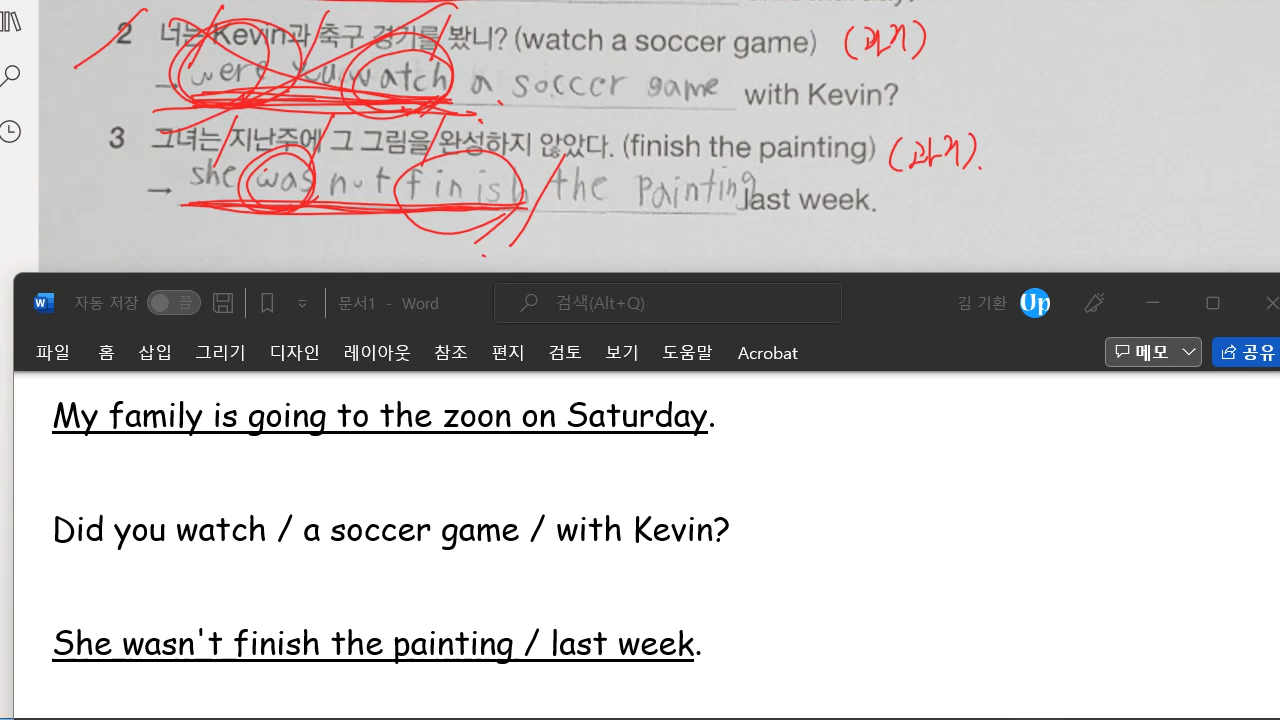 2 너는 Kevin과 축구 경기를 봤니? (watch a soccer game) (과거)
→ were you watch a soccer game with Kevin?
3 그녀는 지난주에 그 그림을 완성하지 않았다. (finish the painting) (과거).
→ she was not finish the painting last week.
자동 저장 끔 문서1 - Word 검색(Alt+Q) 김 기환 Up
파일 홈 삽입 그리기 디자인 레이아웃 참조 편지 검토 보기 도움말 Acrobat 메모 공유
My family is going to the zoon on Saturday.
Did you watch / a soccer game / with Kevin?
She wasn't finish the painting / last week.